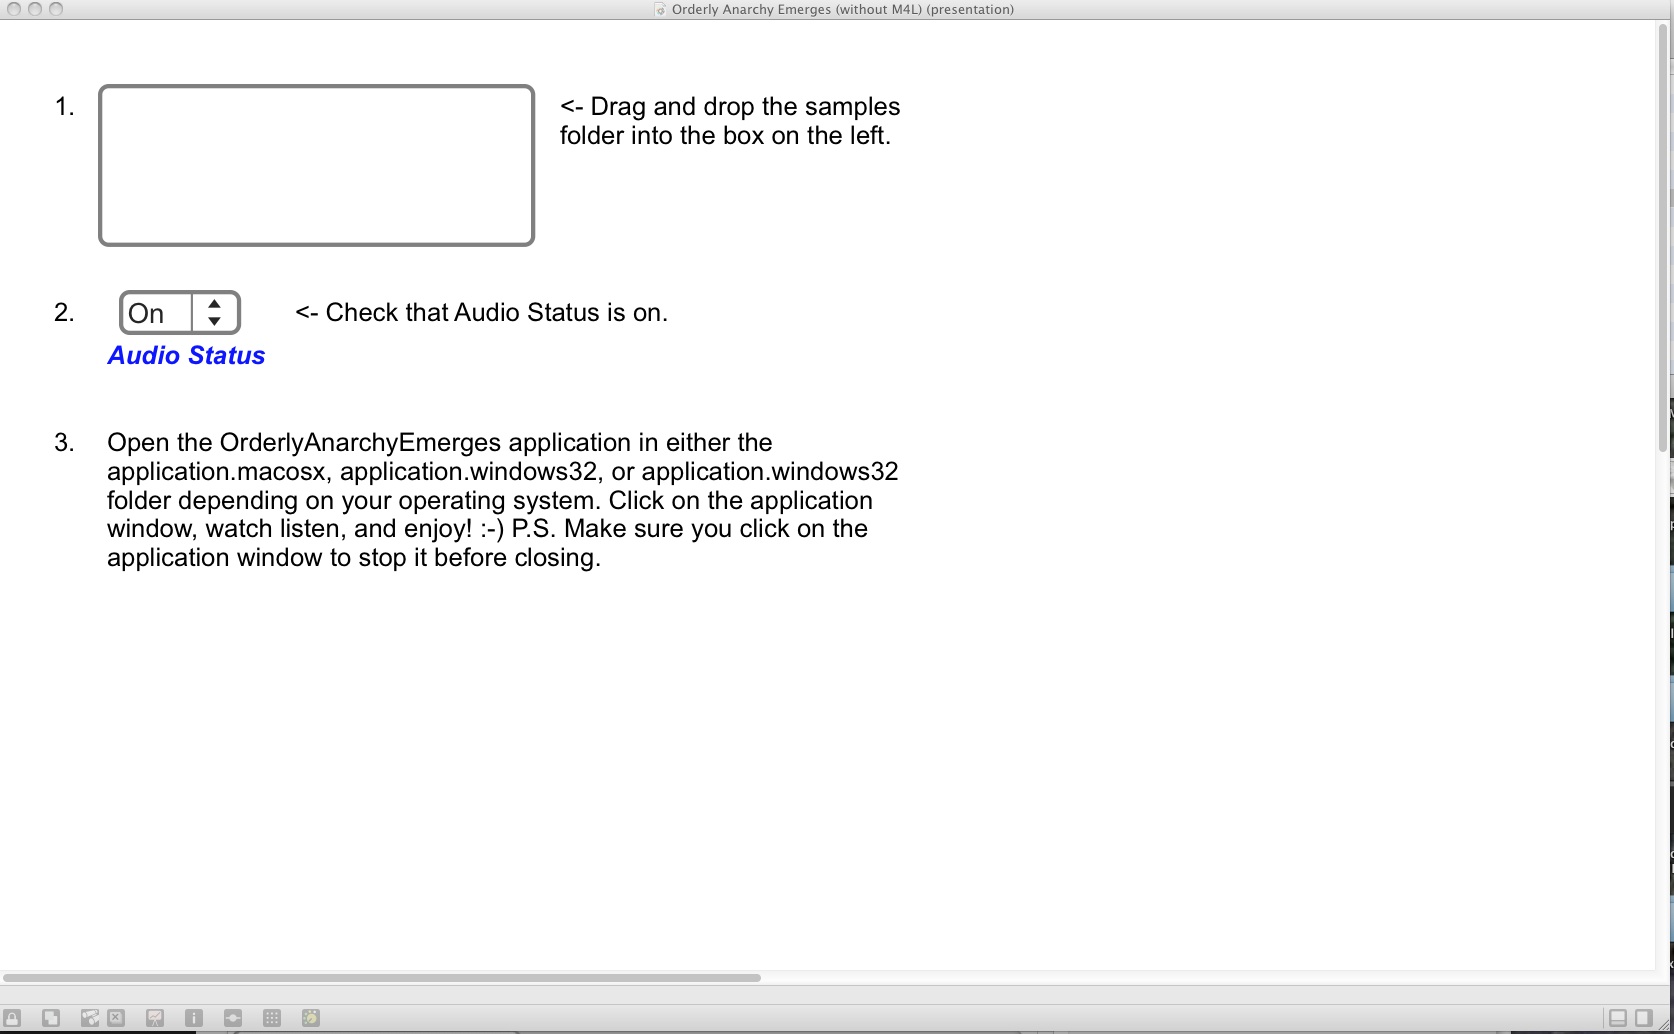 Orderly Anarchy Emerges (without M4L) (presentation)
1.
<- Drag and drop the samples
folder into the box on the left.
2.
On
<- Check that Audio Status is on.
Audio Status
3.
Open the OrderlyAnarchyEmerges application in either the
application.macosx, application.windows32, or application.windows32
folder depending on your operating system. Click on the application
window, watch listen, and enjoy! :-) P.S. Make sure you click on the
application window to stop it before closing.